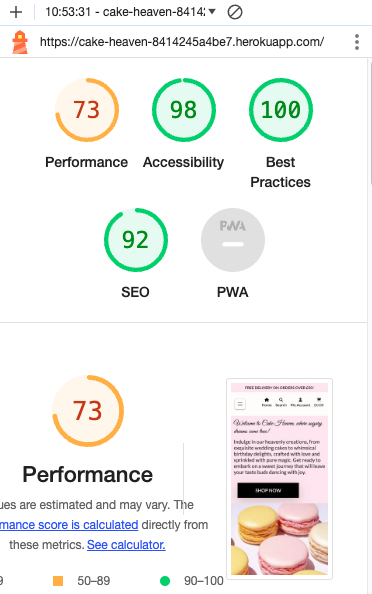 10:53:31 - cake-heaven-8414
https://cake-heaven-8414245a4be7.herokuapp.com/
73
98
100
Performance
Accessibility
Best
Practices
92
PWA
SEO
PWA
73
Performance
ues are estimated and may vary. The
mance score is calculated directly from
these metrics. See calculator.
9
50–89
90–100
FREE DELIVERY ON ORDERS OVER £50!
Home
Search
My Account
£0.00
Welcome to Cake-Heaven, where sugary
dreams come true!
Indulge in our heavenly creations, from
exquisite wedding cakes to whimsical
birthday delights, crafted with love and
sprinkled with pure magic. Get ready to
embark on a sweet journey that will leave
your taste buds dancing with joy.
SHOP NOW